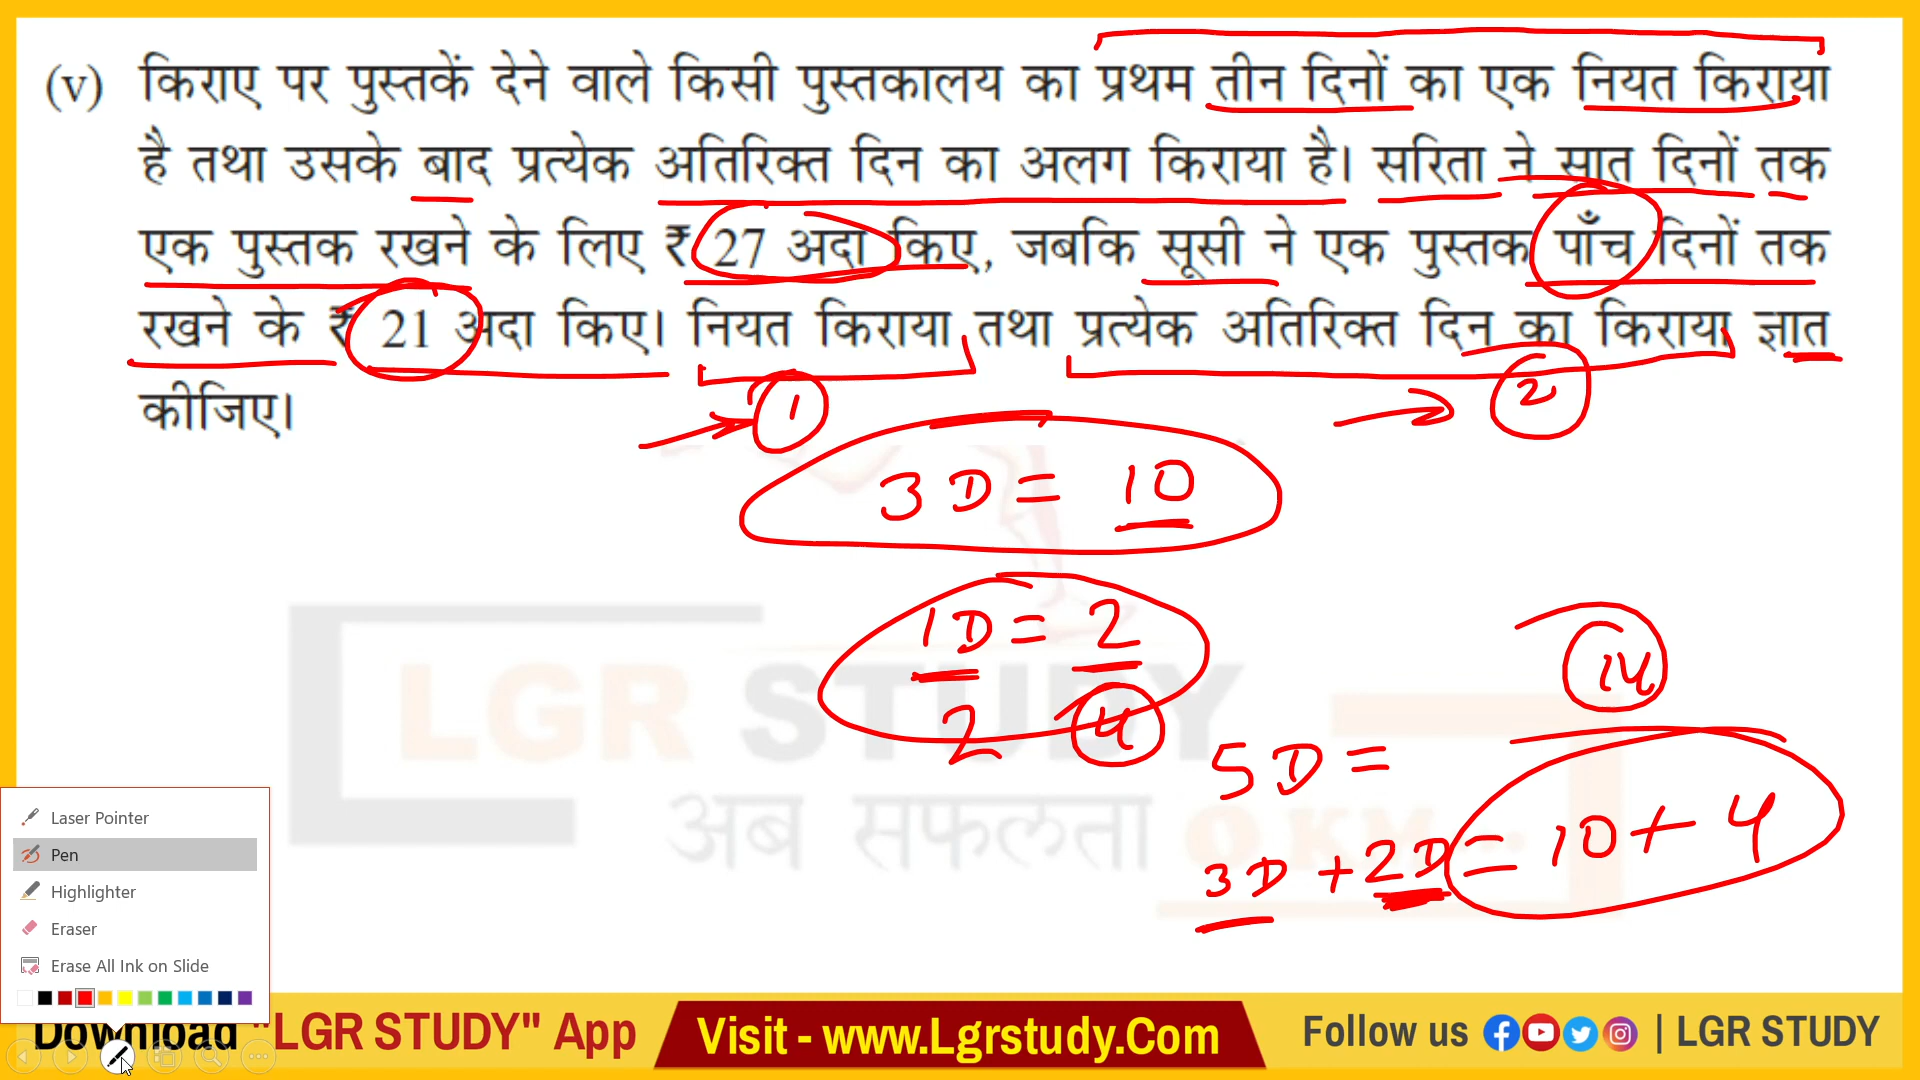 (v) किराए पर पुस्तकें देने वाले किसी पुस्तकालय का प्रथम तीन दिनों का एक नियत किराया
है तथा उसके बाद प्रत्येक अतिरिक्त दिन का अलग किराया है। सरिता ने सात दिनों तक
एक पुस्तक रखने के लिए ₹ 27 अदा किए, जबकि सूसी ने एक पुस्तक पाँच दिनों तक
रखने के ₹ 21 अदा किए। नियत किराया तथा प्रत्येक अतिरिक्त दिन का किराया ज्ञात
कीजिए।
1
2
3D = 10
1D = 2
2 4
14
5D =
3D + 2D = 10 + 4
LGR STUDY
अब सफलता
Laser Pointer
Pen
Highlighter
Eraser
Erase All Ink on Slide
Download "LGR STUDY" App
Visit - www.Lgrstudy.Com
Follow us | LGR STUDY